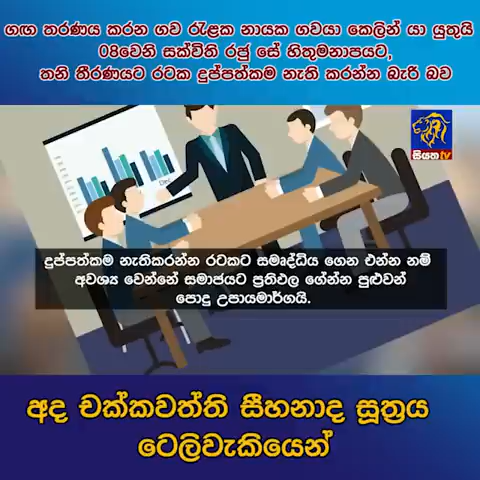 ගඟ තරණය කරන ගව රැළක නායක ගවයා කෙලින් යා යුතුයි
08වෙනි සක්විති රජු සේ හිතුමනාපයට,
තනි තීරණයට රටක දුප්පත්කම නැති කරන්න බැරි බව
සියත tv
දුප්පත්කම නැතිකරන්න රටකට සමෘද්ධිය ගෙන එන්න නම්
අවශ්‍ය වෙන්නේ සමාජයට ප්‍රතිඵල ගේන්න පුළුවන්
පොදු උපායමාර්ගයි.
අද චක්කවත්ති සීහනාද සූත්‍රය
ටෙලිවැකියෙන්